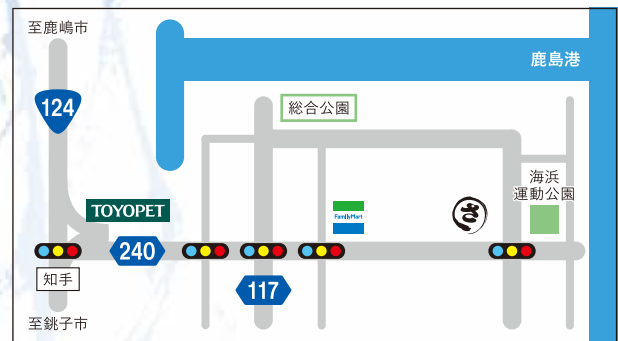 至鹿嶋市
鹿島港
124
総合公園
海浜
運動公園
TOYOPET
FamilyMart
さ
240
知手
117
至銚子市